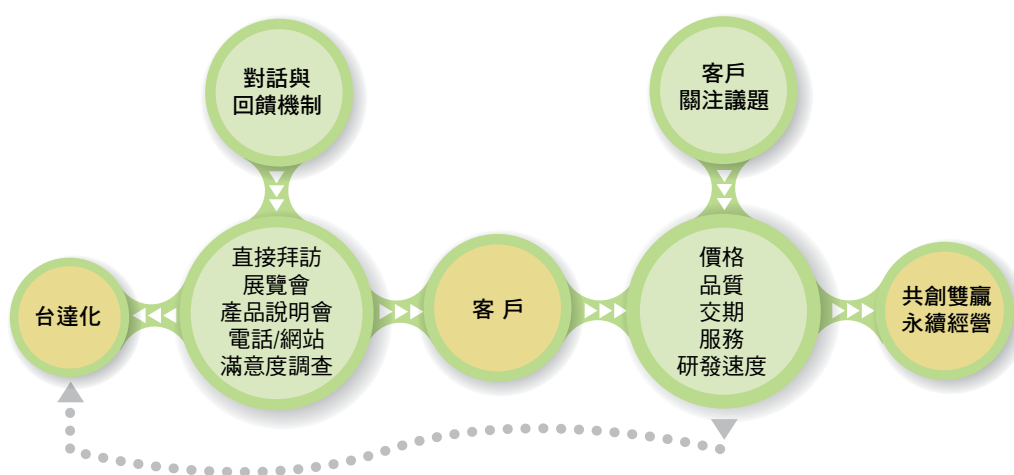 對話與
回饋機制
客戶
關注議題
台達化
直接拜訪
展覽會
產品說明會
電話/網站
滿意度調查
客 戶
價格
品質
交期
服務
研發速度
共創雙贏
永續經營